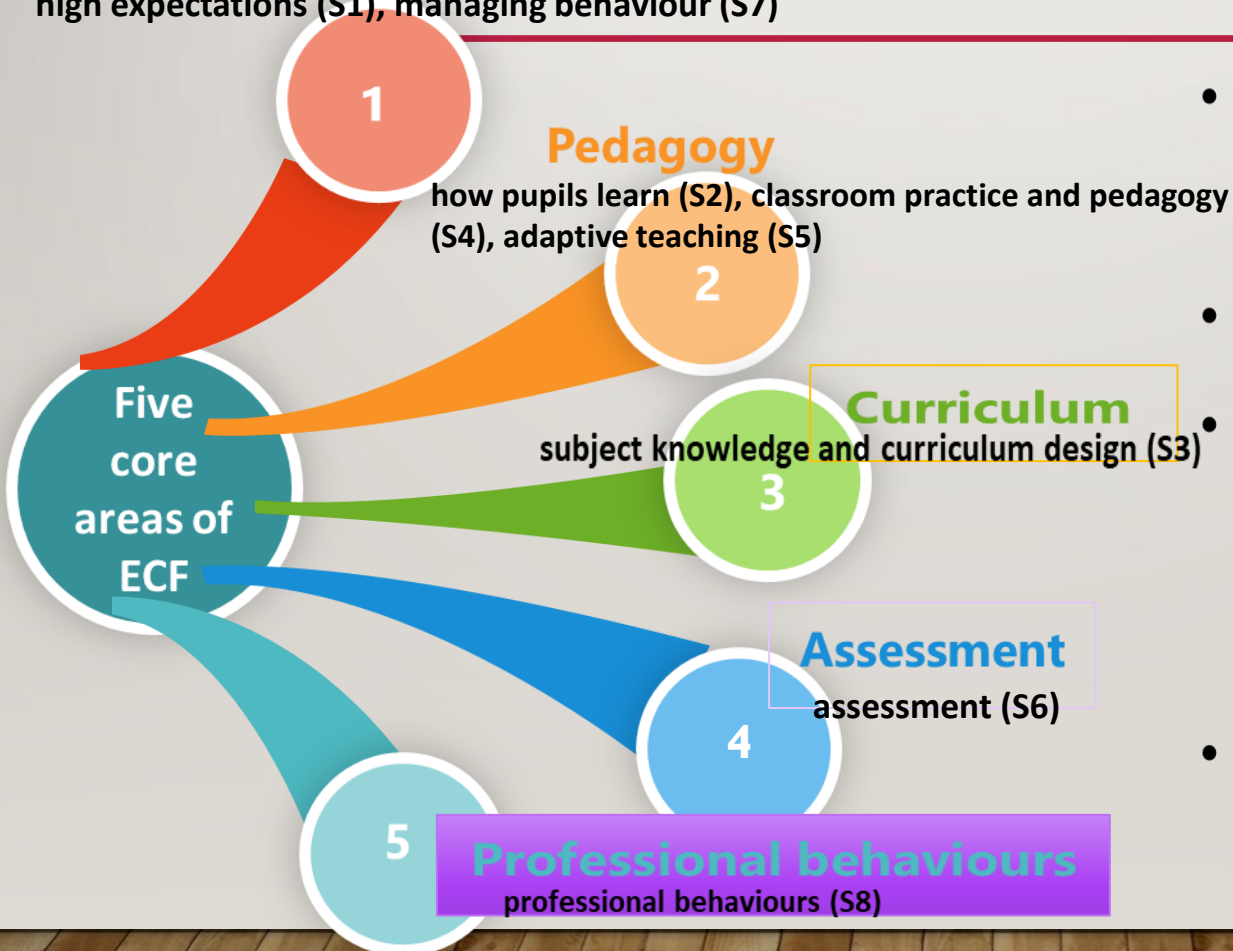 high expectations (S1), managing behaviour (S7)
1
Pedagogy
how pupils learn (S2), classroom practice and pedagogy
(S4), adaptive teaching (S5)
2
Five
core
areas of
ECF
Curriculum
subject knowledge and curriculum design (S3)
3
Assessment
assessment (S6)
4
5
Professional behaviours
professional behaviours (S8)